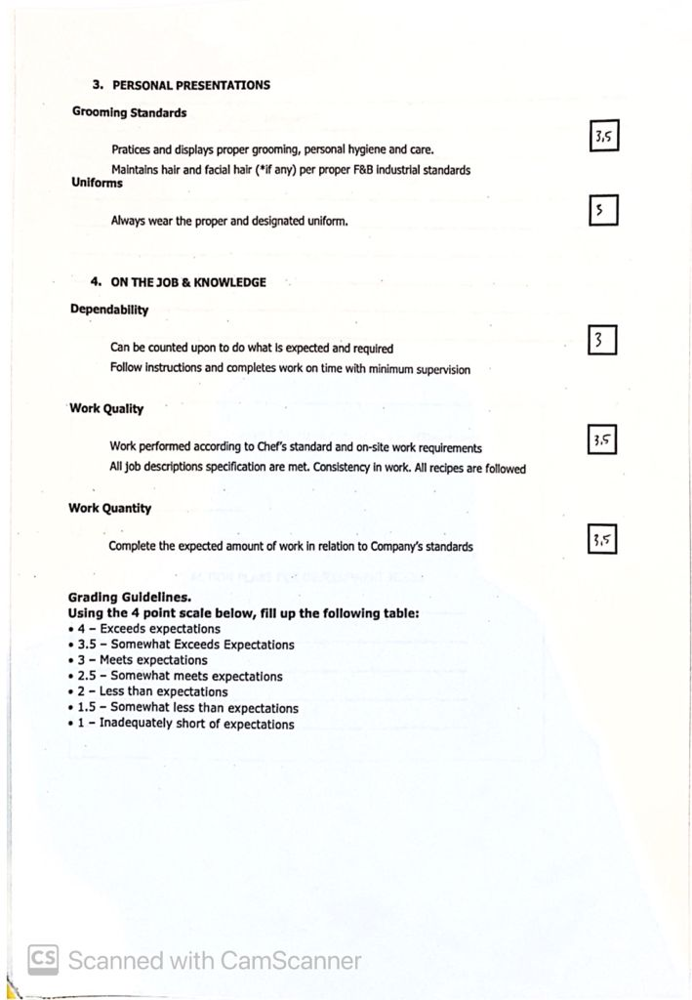 3. PERSONAL PRESENTATIONS
Grooming Standards
3.5
Pratices and displays proper grooming, personal hygiene and care.
Maintains hair and facial hair (*if any) per proper F&B industrial standards
Uniforms
5
Always wear the proper and designated uniform.
4. ON THE JOB & KNOWLEDGE
Dependability
3
Can be counted upon to do what is expected and required
Follow instructions and completes work on time with minimum supervision
Work Quality
3.5
Work performed according to Chef's standard and on-site work requirements
All job descriptions specification are met. Consistency in work. All recipes are followed
Work Quantity
3.5
Complete the expected amount of work in relation to Company's standards
Grading Guidelines.
Using the 4 point scale below, fill up the following table:
• 4 – Exceeds expectations
• 3.5 – Somewhat Exceeds Expectations
• 3 – Meets expectations
• 2.5 – Somewhat meets expectations
• 2 – Less than expectations
• 1.5 – Somewhat less than expectations
• 1 – Inadequately short of expectations
CS Scanned with CamScanner